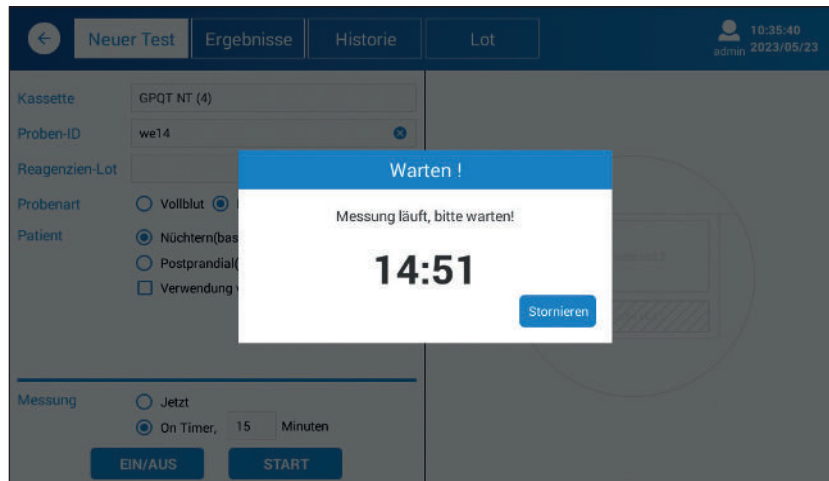 Neuer Test Ergebnisse Historie Lot
10:35:40
admin 2023/05/23
Kassette GPQT NT (4)
Proben-ID we14
Reagenzien-Lot
Warten !
Probenart Vollblut
Messung läuft, bitte warten!
Patient Nüchtern(bas
Postprandial(
14:51
Verwendung
Stornieren
Messung Jetzt
On Timer, 15 Minuten
EIN/AUS START